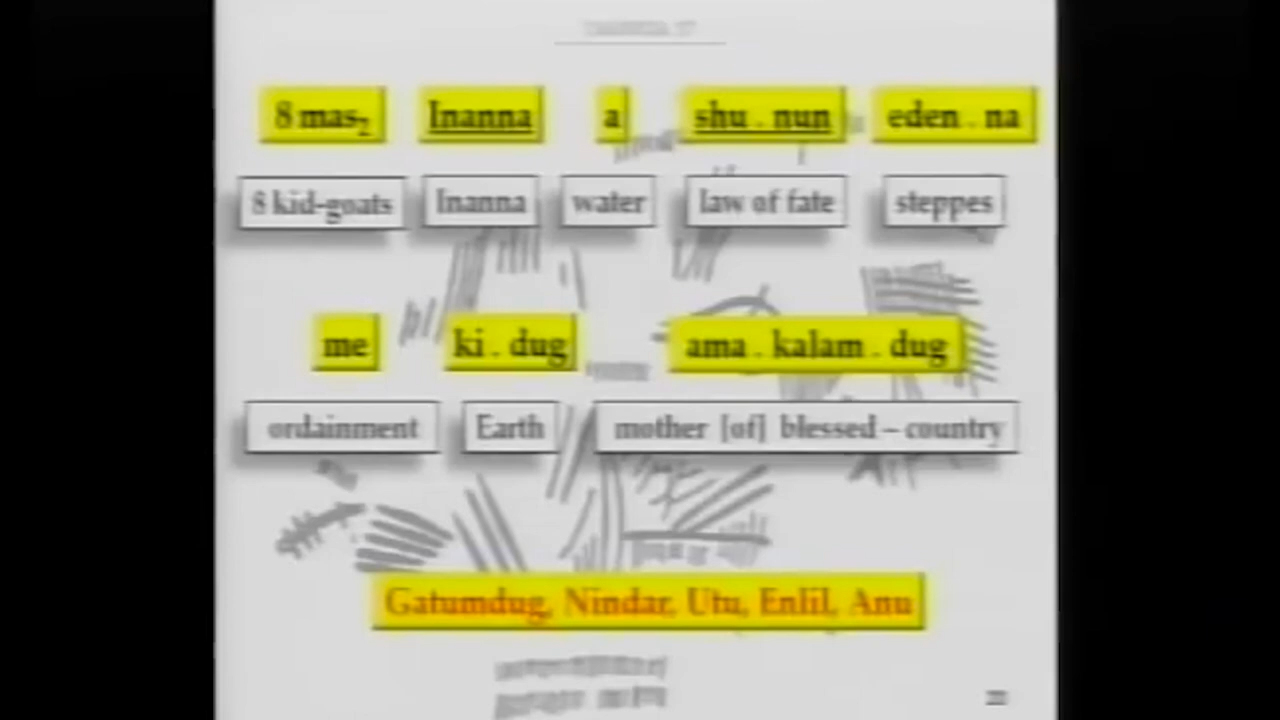 8 mas₂ Inanna a shu . nun eden . na
8 kid-goats Inanna water law of fate steppes
me ki . dug ama . kalam . dug
ordainment Earth mother [of] blessed – country
Gatumdug, Nindar, Utu, Enlil, Anu